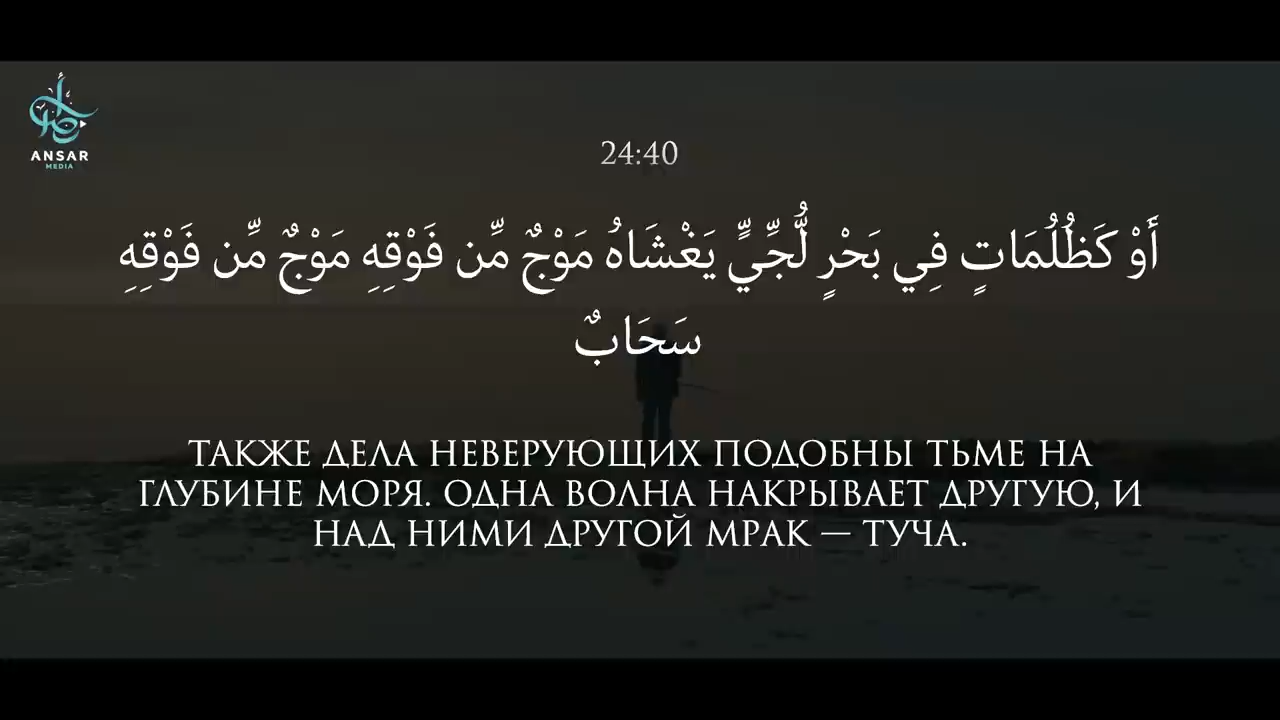 ANSAR
MEDIA
24:40
أَوْ كَظُلُمَاتٍ فِي بَحْرٍ لُّجِّيٍّ يَغْشَاهُ مَوْجٌ مِّن فَوْقِهِ مَوْجٌ مِّن فَوْقِهِ
سَحَابٌ
ТАКЖЕ ДЕЛА НЕВЕРУЮЩИХ ПОДОБНЫ ТЬМЕ НА
ГЛУБИНЕ МОРЯ. ОДНА ВОЛНА НАКРЫВАЕТ ДРУГУЮ, И
НАД НИМИ ДРУГОЙ МРАК — ТУЧА.